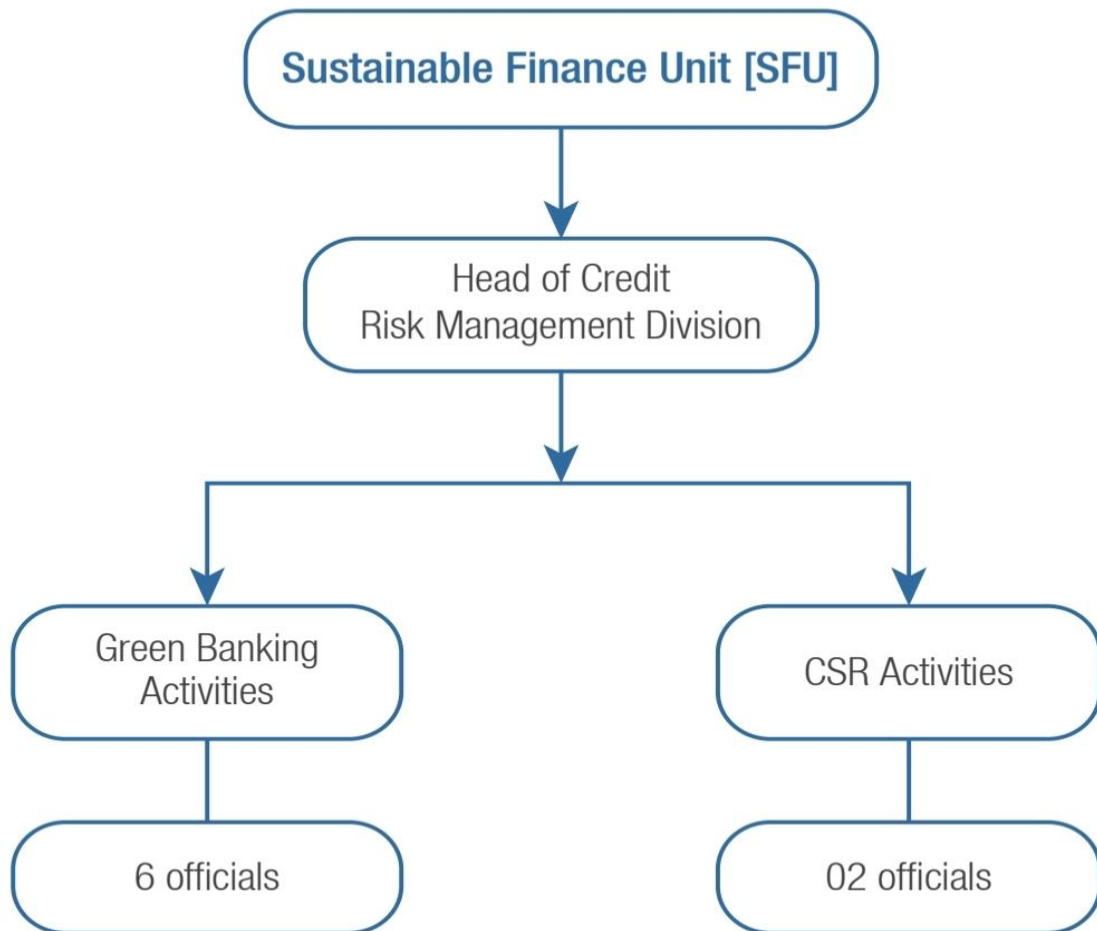 Sustainable Finance Unit [SFU]
Head of Credit
Risk Management Division
Green Banking
Activities
CSR Activities
6 officials
02 officials